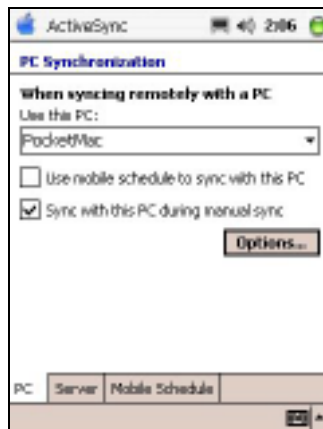 ActiveSync 2:06
PC Synchronization
When syncing remotely with a PC
Use this PC:
PocketMac
Use mobile schedule to sync with this PC
Sync with this PC during manual sync
Options...
PC Server Mobile Schedule